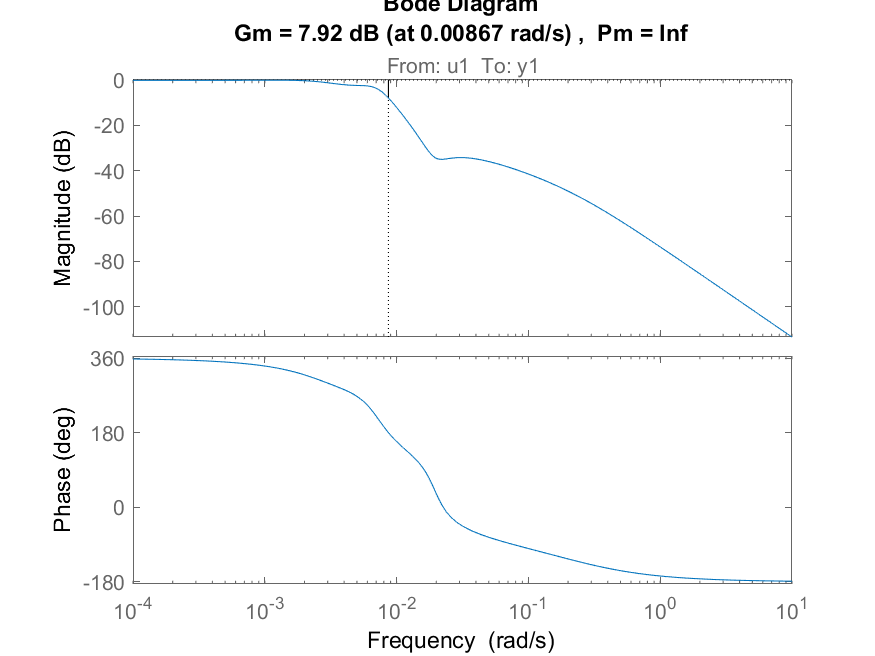 Bode Diagram
Gm = 7.92 dB (at 0.00867 rad/s) ,  Pm = Inf
From: u1  To: y1
Magnitude (dB)
0
-20
-40
-60
-80
-100
Phase (deg)
360
180
0
-180
10^-4 10^-3 10^-2 10^-1 10^0 10^1
Frequency  (rad/s)